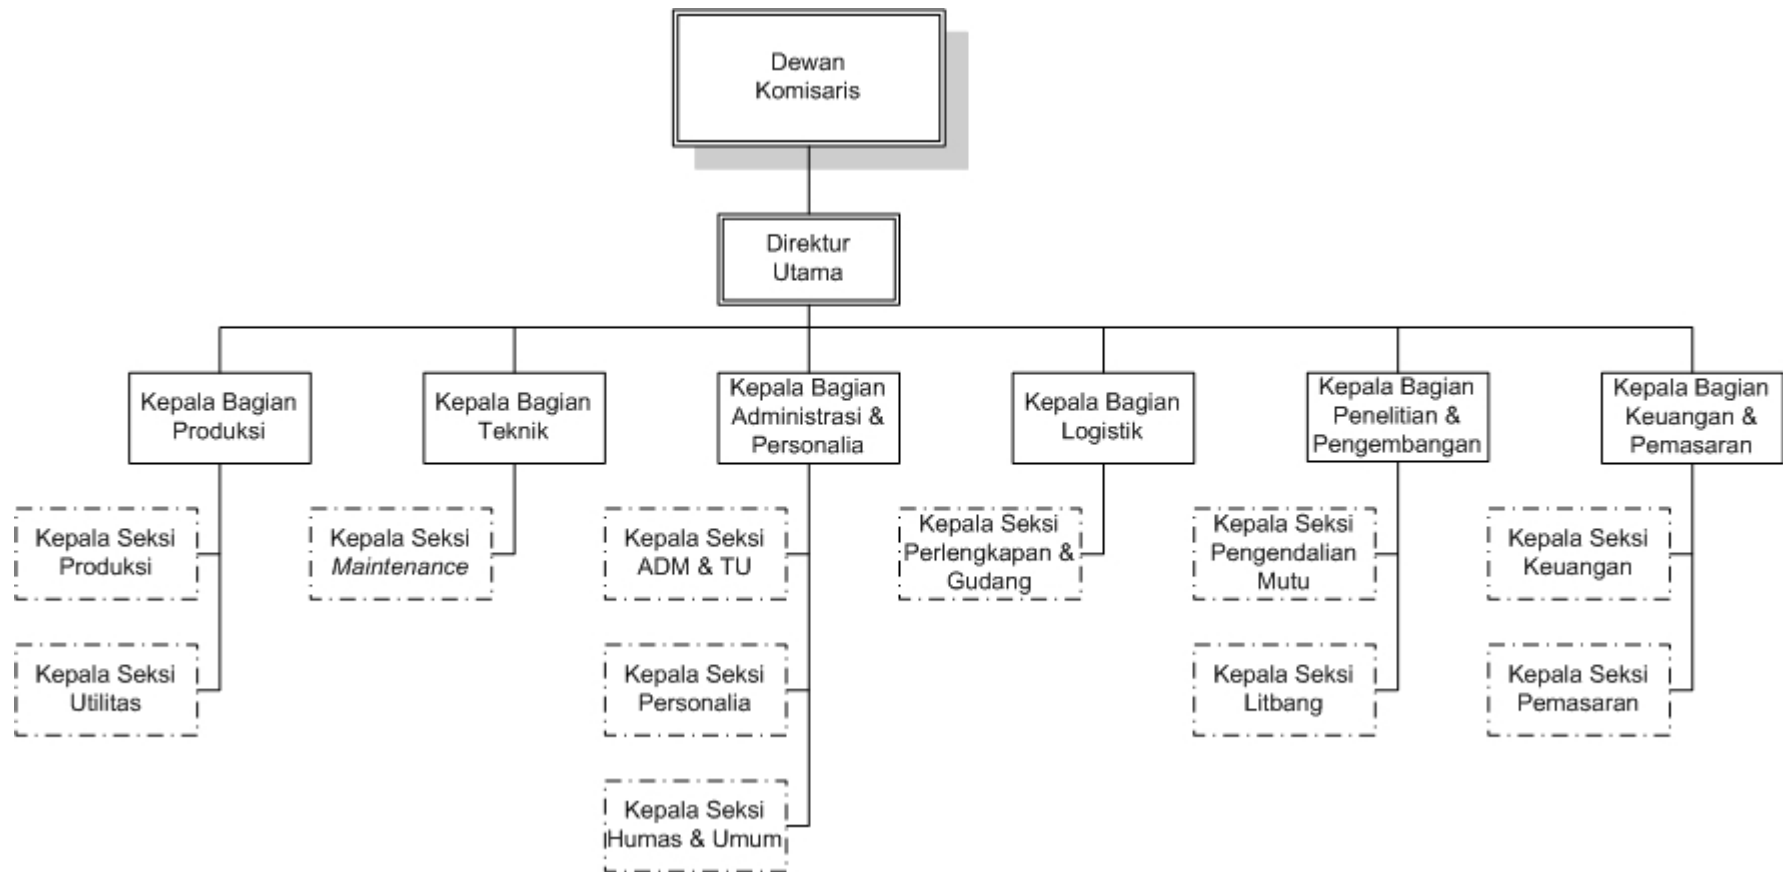 Dewan
Komisaris
Direktur
Utama
Kepala Bagian
Produksi
Kepala Bagian
Teknik
Kepala Bagian
Administrasi &
Personalia
Kepala Bagian
Logistik
Kepala Bagian
Penelitian &
Pengembangan
Kepala Bagian
Keuangan &
Pemasaran
Kepala Seksi
Produksi
Kepala Seksi
Maintenance
Kepala Seksi
ADM & TU
Kepala Seksi
Perlengkapan &
Gudang
Kepala Seksi
Pengendalian
Mutu
Kepala Seksi
Keuangan
Kepala Seksi
Utilitas
Kepala Seksi
Personalia
Kepala Seksi
Litbang
Kepala Seksi
Pemasaran
Kepala Seksi
Humas & Umum